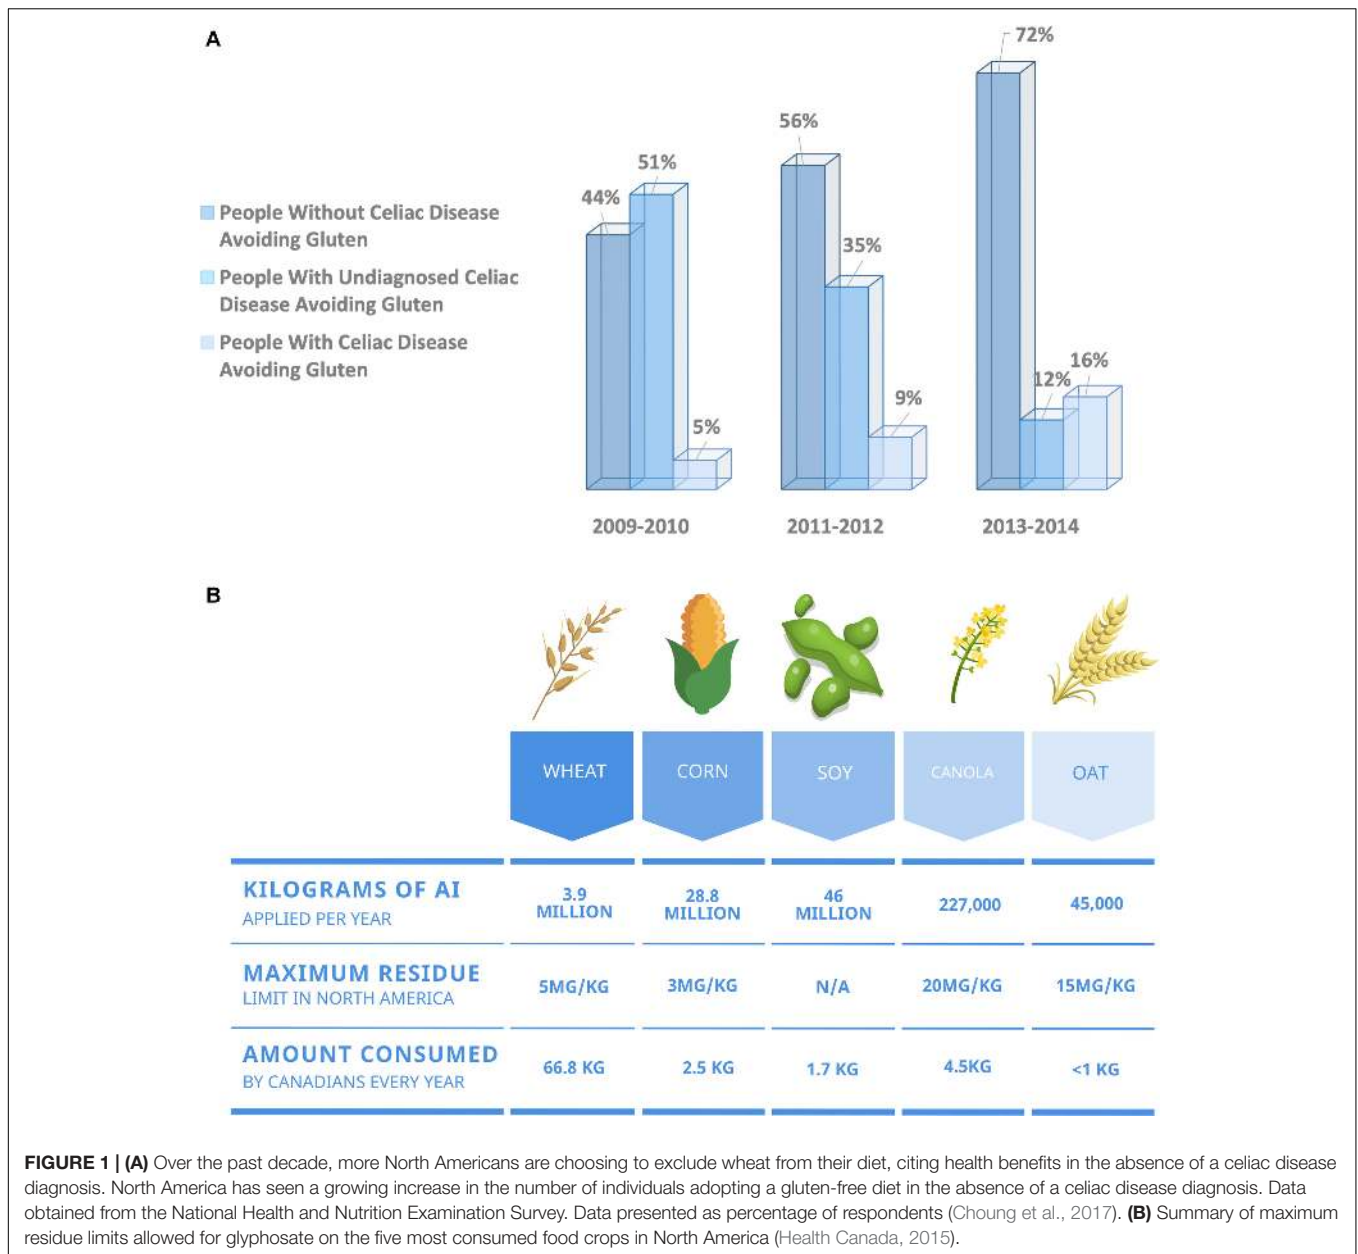 A
72%
56%
51%
44%
35%
People Without Celiac Disease
Avoiding Gluten
People With Undiagnosed Celiac
Disease Avoiding Gluten
People With Celiac Disease
Avoiding Gluten
16%
12%
9%
5%
2009-2010
2011-2012
2013-2014
B
WHEAT
CORN
SOY
CANOLA
OAT
KILOGRAMS OF AI
APPLIED PER YEAR
3.9
MILLION
28.8
MILLION
46
MILLION
227,000
45,000
MAXIMUM RESIDUE
LIMIT IN NORTH AMERICA
5MG/KG
3MG/KG
N/A
20MG/KG
15MG/KG
AMOUNT CONSUMED
BY CANADIANS EVERY YEAR
66.8 KG
2.5 KG
1.7 KG
4.5KG
<1 KG
FIGURE 1 | (A) Over the past decade, more North Americans are choosing to exclude wheat from their diet, citing health benefits in the absence of a celiac disease
diagnosis. North America has seen a growing increase in the number of individuals adopting a gluten-free diet in the absence of a celiac disease diagnosis. Data
obtained from the National Health and Nutrition Examination Survey. Data presented as percentage of respondents (Choung et al., 2017). (B) Summary of maximum
residue limits allowed for glyphosate on the five most consumed food crops in North America (Health Canada, 2015).